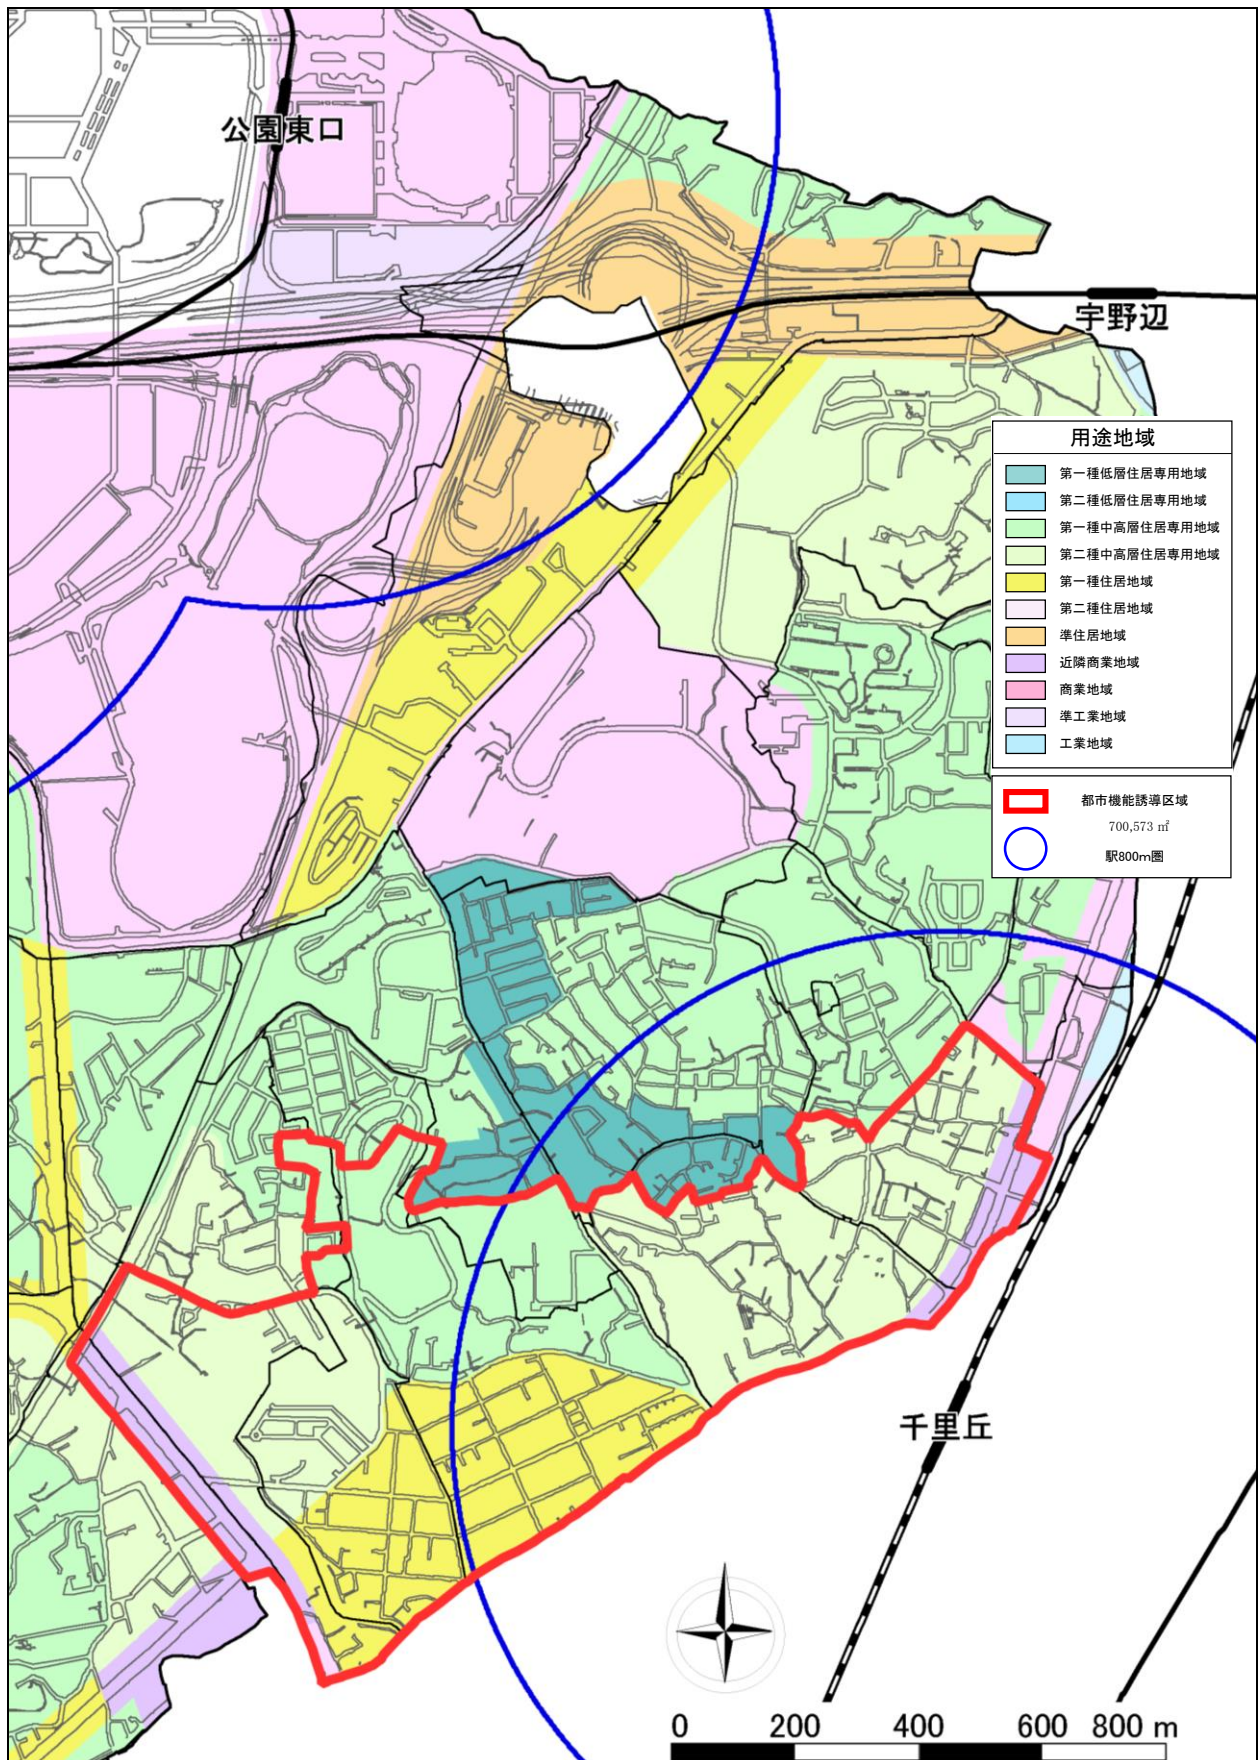 公園東口
宇野辺
用途地域
第一種低層住居専用地域
第二種低層住居専用地域
第一種中高層住居専用地域
第二種中高層住居専用地域
第一種住居地域
第二種住居地域
準住居地域
近隣商業地域
商業地域
準工業地域
工業地域
都市機能誘導区域
700,573 ㎡
駅800m圏
千里丘
0 200 400 600 800 m